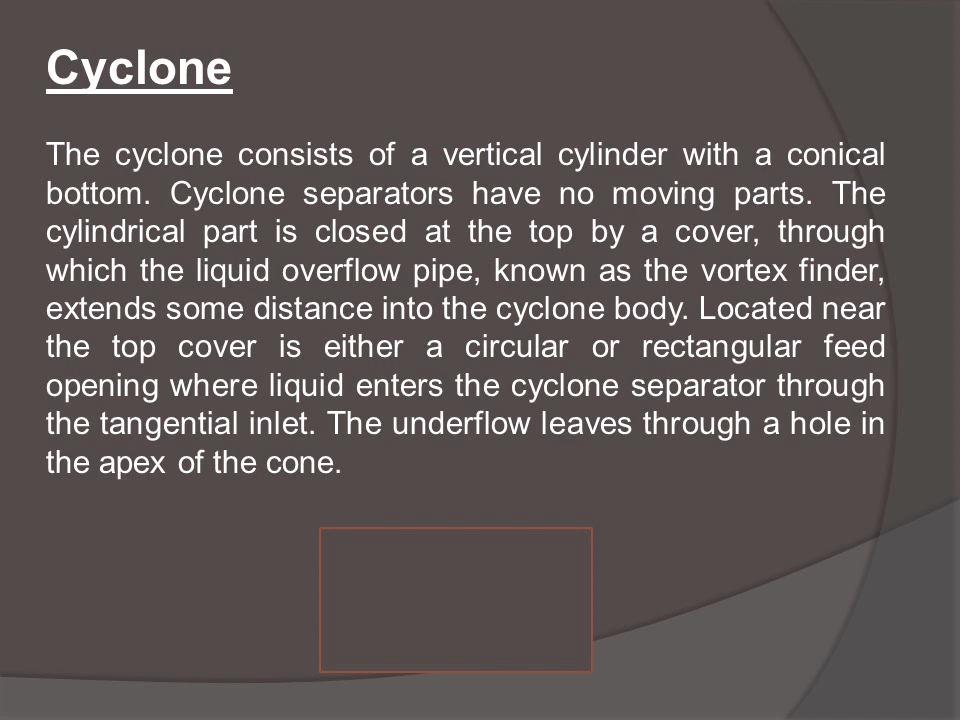 Cyclone
The cyclone consists of a vertical cylinder with a conical
bottom. Cyclone separators have no moving parts. The
cylindrical part is closed at the top by a cover, through
which the liquid overflow pipe, known as the vortex finder,
extends some distance into the cyclone body. Located near
the top cover is either a circular or rectangular feed
opening where liquid enters the cyclone separator through
the tangential inlet. The underflow leaves through a hole in
the apex of the cone.